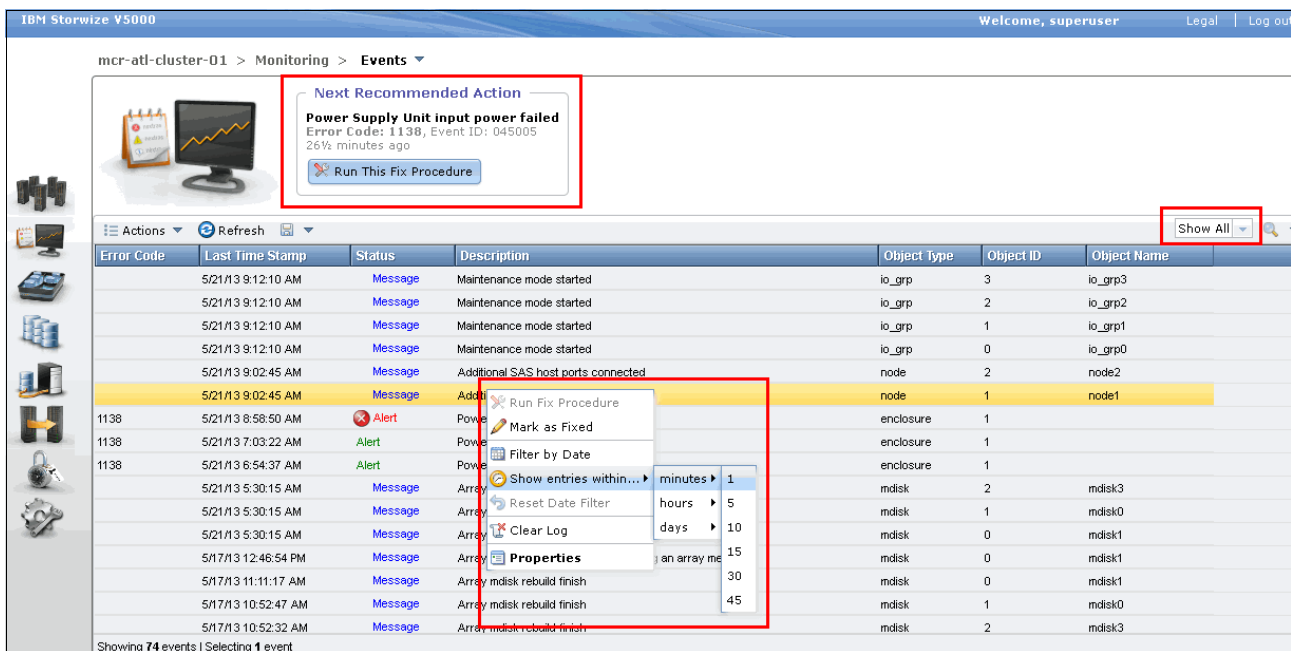 IBM Storwize V5000 Welcome, superuser Legal | Log out
mcr-atl-cluster-01 > Monitoring > Events
Next Recommended Action
Power Supply Unit input power failed
Error Code: 1138, Event ID: 045005
26½ minutes ago
Run This Fix Procedure
Actions Refresh Show All
Error Code Last Time Stamp Status Description Object Type Object ID Object Name
5/21/13 9:12:10 AM Message Maintenance mode started io_grp 3 io_grp3
5/21/13 9:12:10 AM Message Maintenance mode started io_grp 2 io_grp2
5/21/13 9:12:10 AM Message Maintenance mode started io_grp 1 io_grp1
5/21/13 9:12:10 AM Message Maintenance mode started io_grp 0 io_grp0
5/21/13 9:02:45 AM Message Additional SAS host ports connected node 2 node2
5/21/13 9:02:45 AM Message Additi node 1 node1
1138 5/21/13 8:58:50 AM Alert Powe enclosure 1
1138 5/21/13 7:03:22 AM Alert Powe enclosure 1
1138 5/21/13 6:54:37 AM Alert Powe enclosure 1
5/21/13 5:30:15 AM Message Array mdisk 2 mdisk3
5/21/13 5:30:15 AM Message Array mdisk 1 mdisk0
5/21/13 5:30:15 AM Message Array mdisk 0 mdisk1
5/17/13 12:46:54 PM Message Array an array me mdisk 0 mdisk1
5/17/13 11:11:17 AM Message Array mdisk rebuild finish mdisk 0 mdisk1
5/17/13 10:52:47 AM Message Array mdisk rebuild finish mdisk 1 mdisk0
5/17/13 10:52:32 AM Message Array mdisk rebuild finish mdisk 2 mdisk3
Run Fix Procedure
Mark as Fixed
Filter by Date
Show entries within...
Reset Date Filter
Clear Log
Properties
minutes
hours
days
1
5
10
15
30
45
Showing 74 events | Selecting 1 event